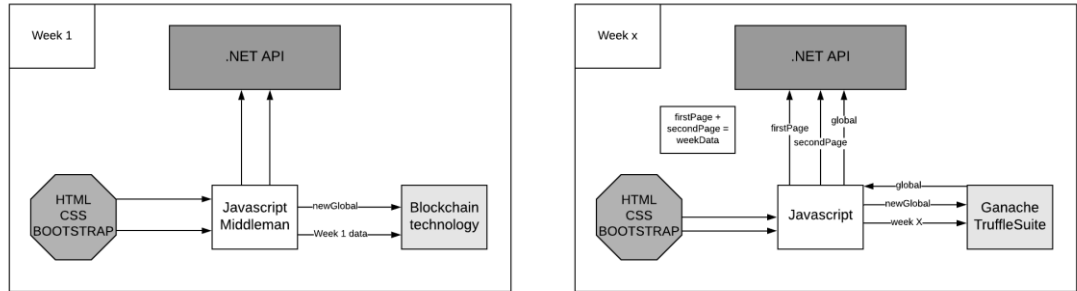 Week 1
.NET API
HTML
CSS
BOOTSTRAP
Javascript
Middleman
newGlobal
Week 1 data
Blockchain
technology
Week x
.NET API
firstPage +
secondPage =
weekData
firstPage
secondPage
global
HTML
CSS
BOOTSTRAP
Javascript
global
newGlobal
week X
Ganache
TruffleSuite